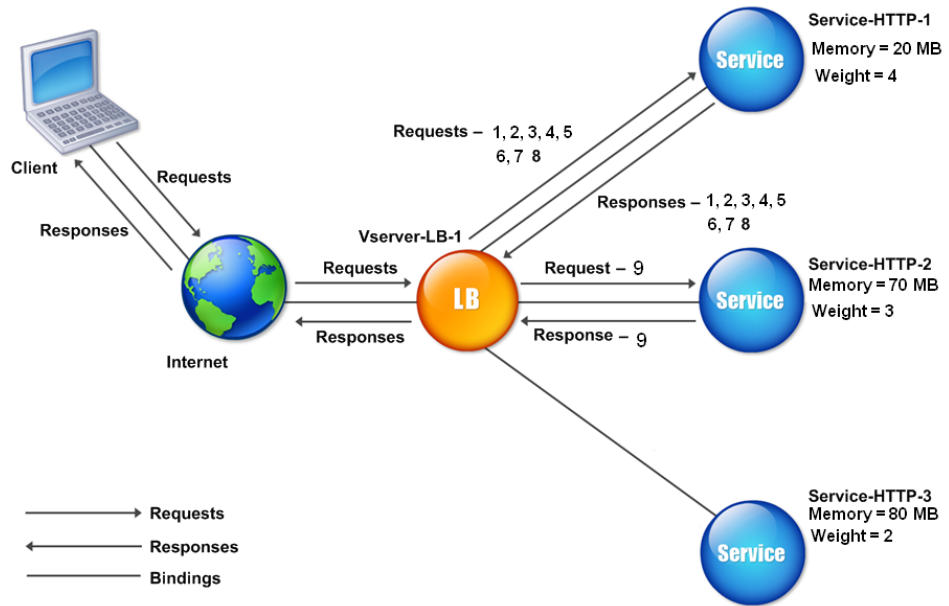 Service-HTTP-1
Memory = 20 MB
Weight = 4
Service
Requests – 1, 2, 3, 4, 5
6, 7 8
Client
Requests
Responses
Responses – 1, 2, 3, 4, 5
6, 7 8
Vserver-LB-1
Requests
LB
Request – 9
Service
Service-HTTP-2
Memory = 70 MB
Weight = 3
Responses
Response – 9
Internet
Service-HTTP-3
Memory = 80 MB
Weight = 2
Service
Requests
Responses
Bindings